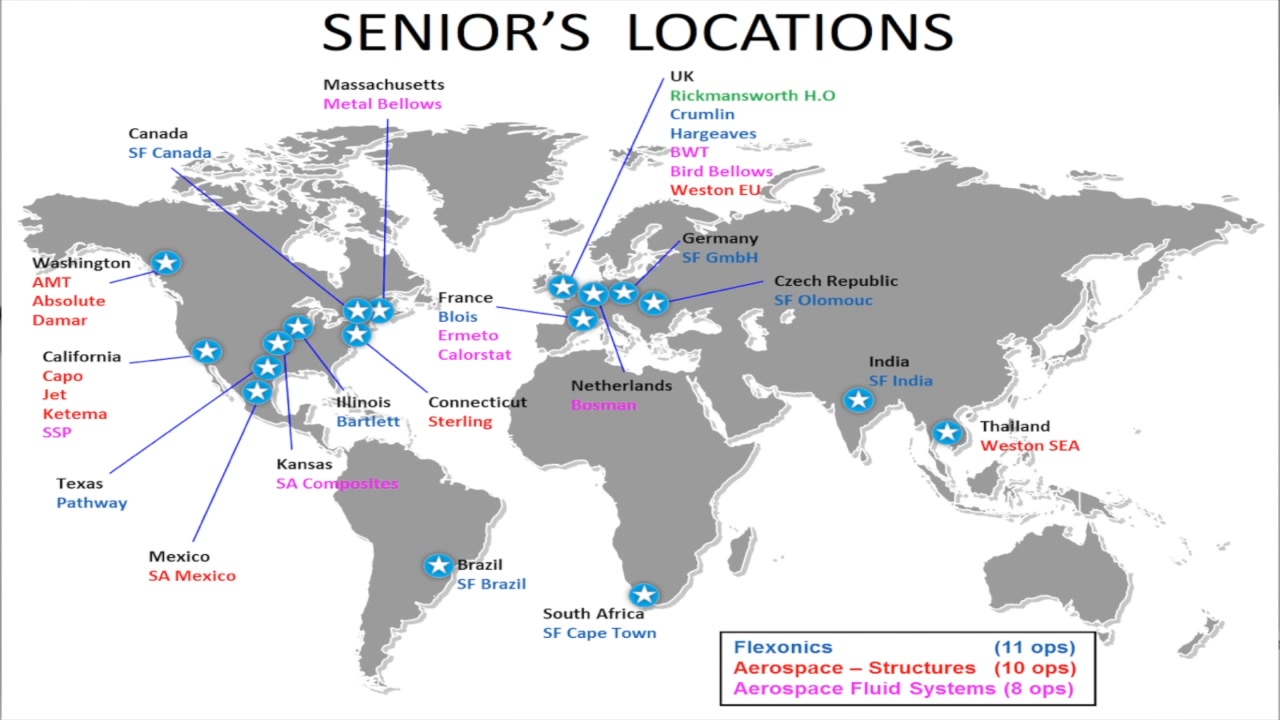 SENIOR'S LOCATIONS
Massachusetts
Metal Bellows
UK
Rickmansworth H.O
Crumlin
Hargeaves
BWT
Bird Bellows
Weston EU
Canada
SF Canada
Germany
SF GmbH
Washington
AMT
Absolute
Damar
Czech Republic
SF Olomouc
France
Blois
Ermeto
Calorstat
California
Capo
Jet
Ketema
SSP
India
SF India
Netherlands
Bosman
Illinois
Bartlett
Connecticut
Sterling
Thailand
Weston SEA
Kansas
SA Composites
Texas
Pathway
Mexico
SA Mexico
Brazil
SF Brazil
South Africa
SF Cape Town
Flexonics (11 ops)
Aerospace – Structures (10 ops)
Aerospace Fluid Systems (8 ops)